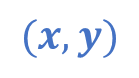 (x, y)